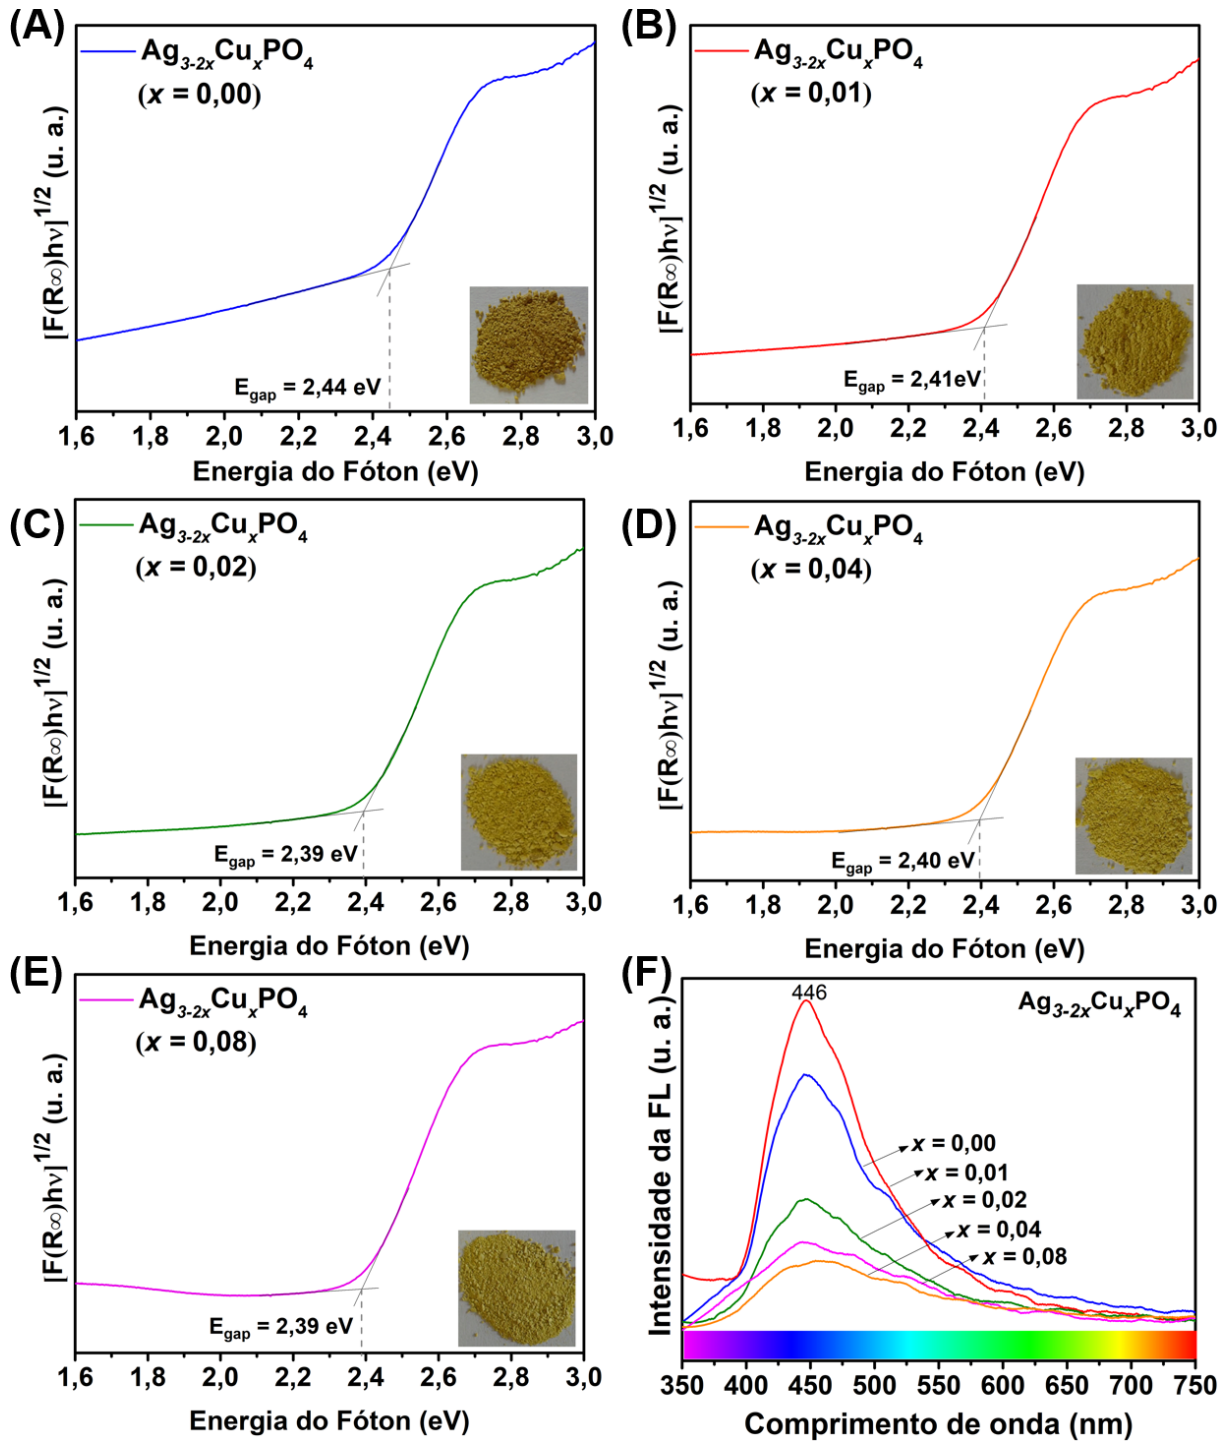 (A)
Ag3-2xCuxPO4
(x = 0,00)
[F(R∞)hν]1/2 (u. a.)
Egap = 2,44 eV
1,6 1,8 2,0 2,2 2,4 2,6 2,8 3,0
Energia do Fóton (eV)
(B)
Ag3-2xCuxPO4
(x = 0,01)
[F(R∞)hν]1/2 (u. a.)
Egap = 2,41eV
1,6 1,8 2,0 2,2 2,4 2,6 2,8 3,0
Energia do Fóton (eV)
(C)
Ag3-2xCuxPO4
(x = 0,02)
[F(R∞)hν]1/2 (u. a.)
Egap = 2,39 eV
1,6 1,8 2,0 2,2 2,4 2,6 2,8 3,0
Energia do Fóton (eV)
(D)
Ag3-2xCuxPO4
(x = 0,04)
[F(R∞)hν]1/2 (u. a.)
Egap = 2,40 eV
1,6 1,8 2,0 2,2 2,4 2,6 2,8 3,0
Energia do Fóton (eV)
(E)
Ag3-2xCuxPO4
(x = 0,08)
[F(R∞)hν]1/2 (u. a.)
Egap = 2,39 eV
1,6 1,8 2,0 2,2 2,4 2,6 2,8 3,0
Energia do Fóton (eV)
(F)
446
Ag3-2xCuxPO4
Intensidade da FL (u. a.)
x = 0,00
x = 0,01
x = 0,02
x = 0,04
x = 0,08
350 400 450 500 550 600 650 700 750
Comprimento de onda (nm)